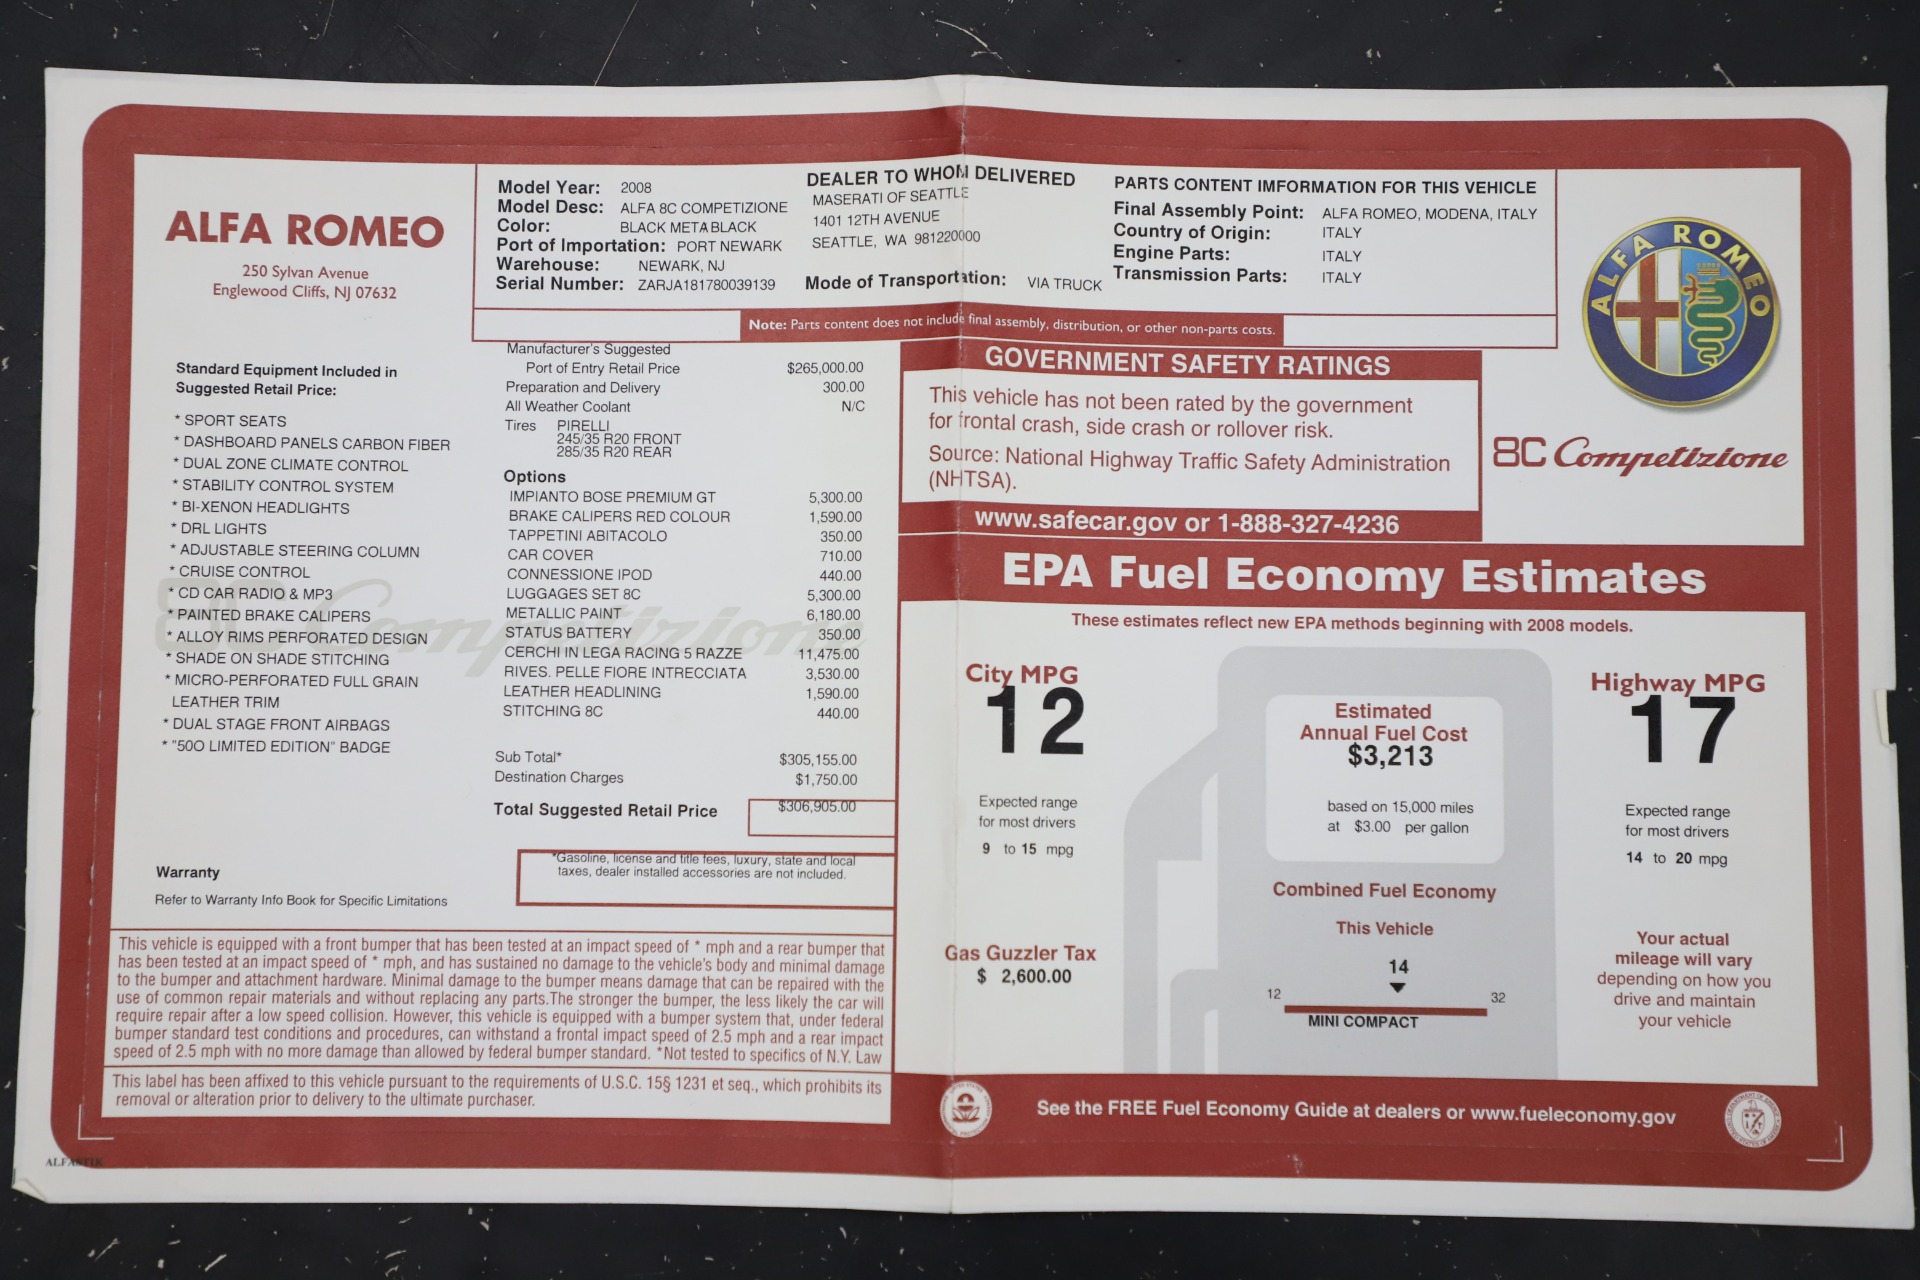 ALFA ROMEO
250 Sylvan Avenue
Englewood Cliffs, NJ 07632
Model Year: 2008
Model Desc: ALFA 8C COMPETIZIONE
Color: BLACK META BLACK
Port of Importation: PORT NEWARK
Warehouse: NEWARK, NJ
Serial Number: ZARJA181780039139
DEALER TO WHOM DELIVERED
MASERATI OF SEATTLE
1401 12TH AVENUE
SEATTLE, WA 981220000
Mode of Transportation: VIA TRUCK
PARTS CONTENT IMFORMATION FOR THIS VEHICLE
Final Assembly Point: ALFA ROMEO, MODENA, ITALY
Country of Origin: ITALY
Engine Parts: ITALY
Transmission Parts: ITALY
Note: Parts content does not include final assembly, distribution, or other non-parts costs.
ALFA ROMEO
8C Competizione
Standard Equipment Included in
Suggested Retail Price:
* SPORT SEATS
* DASHBOARD PANELS CARBON FIBER
* DUAL ZONE CLIMATE CONTROL
* STABILITY CONTROL SYSTEM
* BI-XENON HEADLIGHTS
* DRL LIGHTS
* ADJUSTABLE STEERING COLUMN
* CRUISE CONTROL
* CD CAR RADIO & MP3
* PAINTED BRAKE CALIPERS
* ALLOY RIMS PERFORATED DESIGN
* SHADE ON SHADE STITCHING
* MICRO-PERFORATED FULL GRAIN
LEATHER TRIM
* DUAL STAGE FRONT AIRBAGS
* "50O LIMITED EDITION" BADGE
8C Competizione
Manufacturer's Suggested
Port of Entry Retail Price $265,000.00
Preparation and Delivery 300.00
All Weather Coolant N/C
Tires PIRELLI
245/35 R20 FRONT
285/35 R20 REAR
Options
IMPIANTO BOSE PREMIUM GT 5,300.00
BRAKE CALIPERS RED COLOUR 1,590.00
TAPPETINI ABITACOLO 350.00
CAR COVER 710.00
CONNESSIONE IPOD 440.00
LUGGAGES SET 8C 5,300.00
METALLIC PAINT 6,180.00
STATUS BATTERY 350.00
CERCHI IN LEGA RACING 5 RAZZE 11,475.00
RIVES. PELLE FIORE INTRECCIATA 3,530.00
LEATHER HEADLINING 1,590.00
STITCHING 8C 440.00
Sub Total* $305,155.00
Destination Charges $1,750.00
Total Suggested Retail Price $306,905.00
*Gasoline, license and title fees, luxury, state and local
taxes, dealer installed accessories are not included.
Warranty
Refer to Warranty Info Book for Specific Limitations
This vehicle is equipped with a front bumper that has been tested at an impact speed of * mph and a rear bumper that
has been tested at an impact speed of * mph, and has sustained no damage to the vehicle's body and minimal damage
to the bumper and attachment hardware. Minimal damage to the bumper means damage that can be repaired with the
use of common repair materials and without replacing any parts.The stronger the bumper, the less likely the car will
require repair after a low speed collision. However, this vehicle is equipped with a bumper system that, under federal
bumper standard test conditions and procedures, can withstand a frontal impact speed of 2.5 mph and a rear impact
speed of 2.5 mph with no more damage than allowed by federal bumper standard. *Not tested to specifics of N.Y. Law
This label has been affixed to this vehicle pursuant to the requirements of U.S.C. 15§ 1231 et seq., which prohibits its
removal or alteration prior to delivery to the ultimate purchaser.
ALFASTIK
GOVERNMENT SAFETY RATINGS
This vehicle has not been rated by the government
for frontal crash, side crash or rollover risk.
Source: National Highway Traffic Safety Administration
(NHTSA).
www.safecar.gov or 1-888-327-4236
EPA Fuel Economy Estimates
These estimates reflect new EPA methods beginning with 2008 models.
City MPG
12
Expected range
for most drivers
9 to 15 mpg
Gas Guzzler Tax
$ 2,600.00
Estimated
Annual Fuel Cost
$3,213
based on 15,000 miles
at $3.00 per gallon
Combined Fuel Economy
This Vehicle
14
12 32
MINI COMPACT
Highway MPG
17
Expected range
for most drivers
14 to 20 mpg
Your actual
mileage will vary
depending on how you
drive and maintain
your vehicle
See the FREE Fuel Economy Guide at dealers or www.fueleconomy.gov